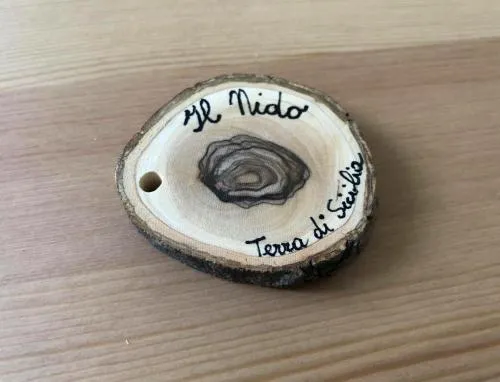 Il Nido
Terra di Sicilia